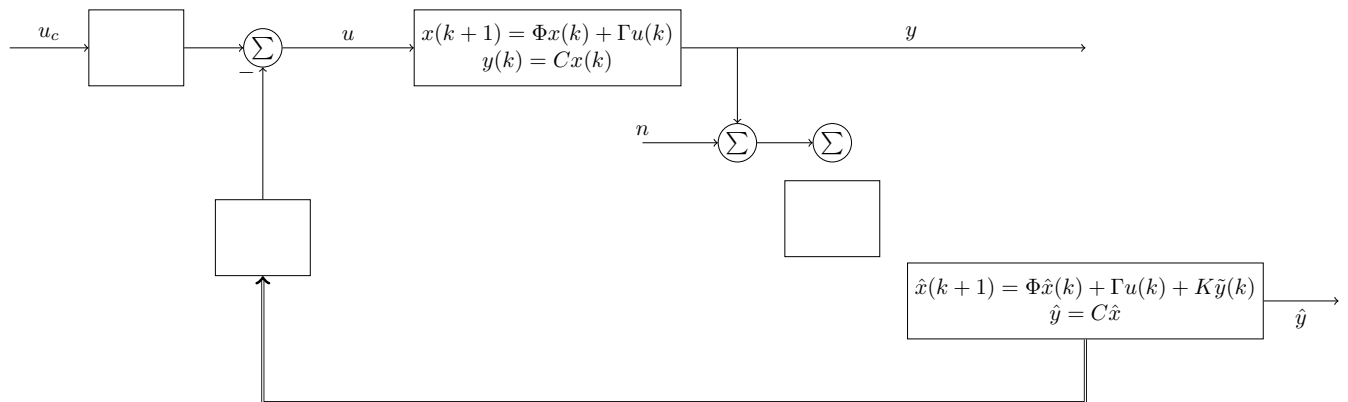 u_c
Σ
−
u
x(k + 1) = Φx(k) + Γu(k)
y(k) = Cx(k)
y
n
Σ
Σ
x̂(k + 1) = Φx̂(k) + Γu(k) + Kỹ(k)
ŷ = Cx̂
ŷ